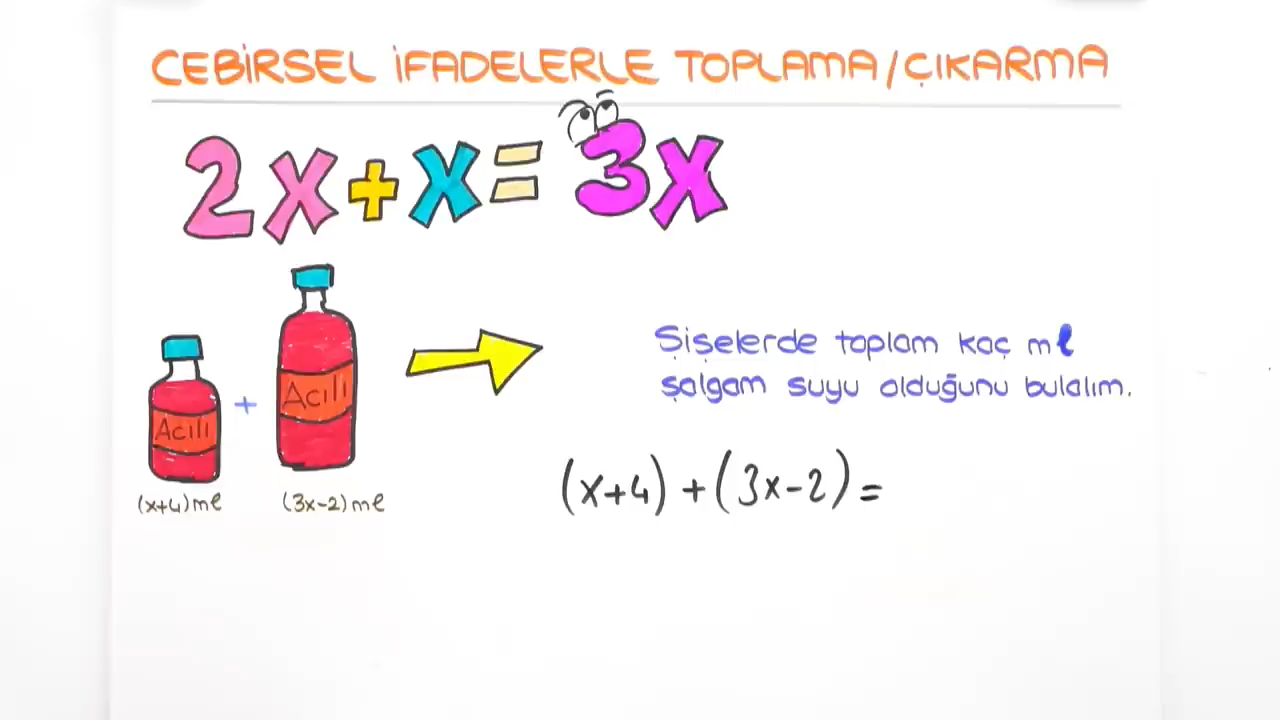 CEBİRSEL İFADELERLE TOPLAMA/ÇIKARMA
2x+x=3x
Acılı
+
Acılı
(x+4)mℓ
(3x-2)mℓ
Şişelerde toplam kaç mℓ
şalgam suyu olduğunu bulalım.
(x+4)+(3x-2)=